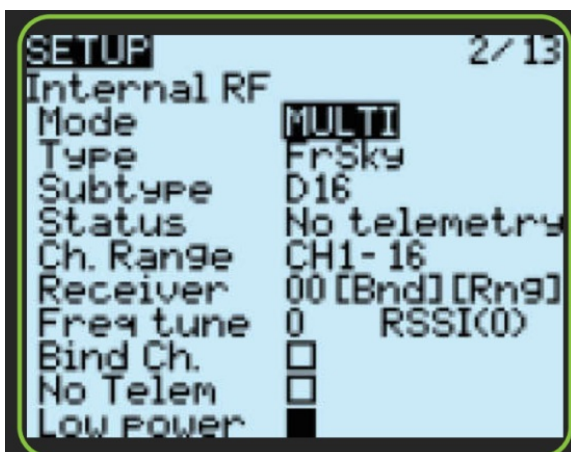 SETUP 2/13
Internal RF
Mode MULTI
Type FrSky
Subtype D16
Status No telemetry
Ch. Range CH1-16
Receiver 00 [Bnd] [Rng]
Freq tune 0 RSSI(0)
Bind Ch.
No Telem
Low power